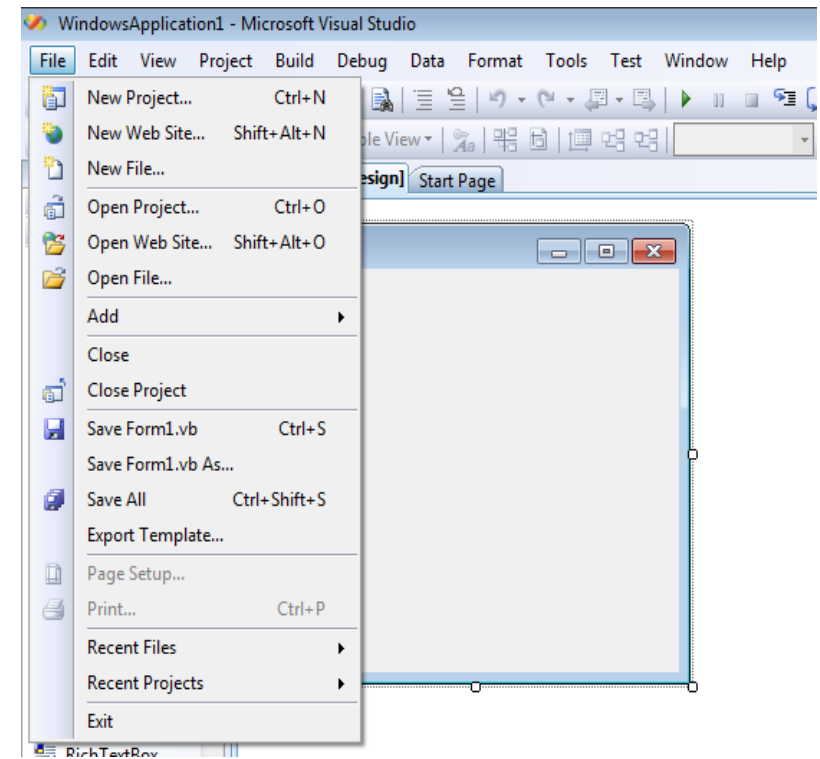 WindowsApplication1 - Microsoft Visual Studio
File Edit View Project Build Debug Data Format Tools Test Window Help
New Project... Ctrl+N
New Web Site... Shift+Alt+N
ble View
New File...
esign] Start Page
Open Project... Ctrl+O
Open Web Site... Shift+Alt+O
Open File...
Add
Close
Close Project
Save Form1.vb Ctrl+S
Save Form1.vb As...
Save All Ctrl+Shift+S
Export Template...
Page Setup...
Print... Ctrl+P
Recent Files
Recent Projects
Exit
RichTextBox